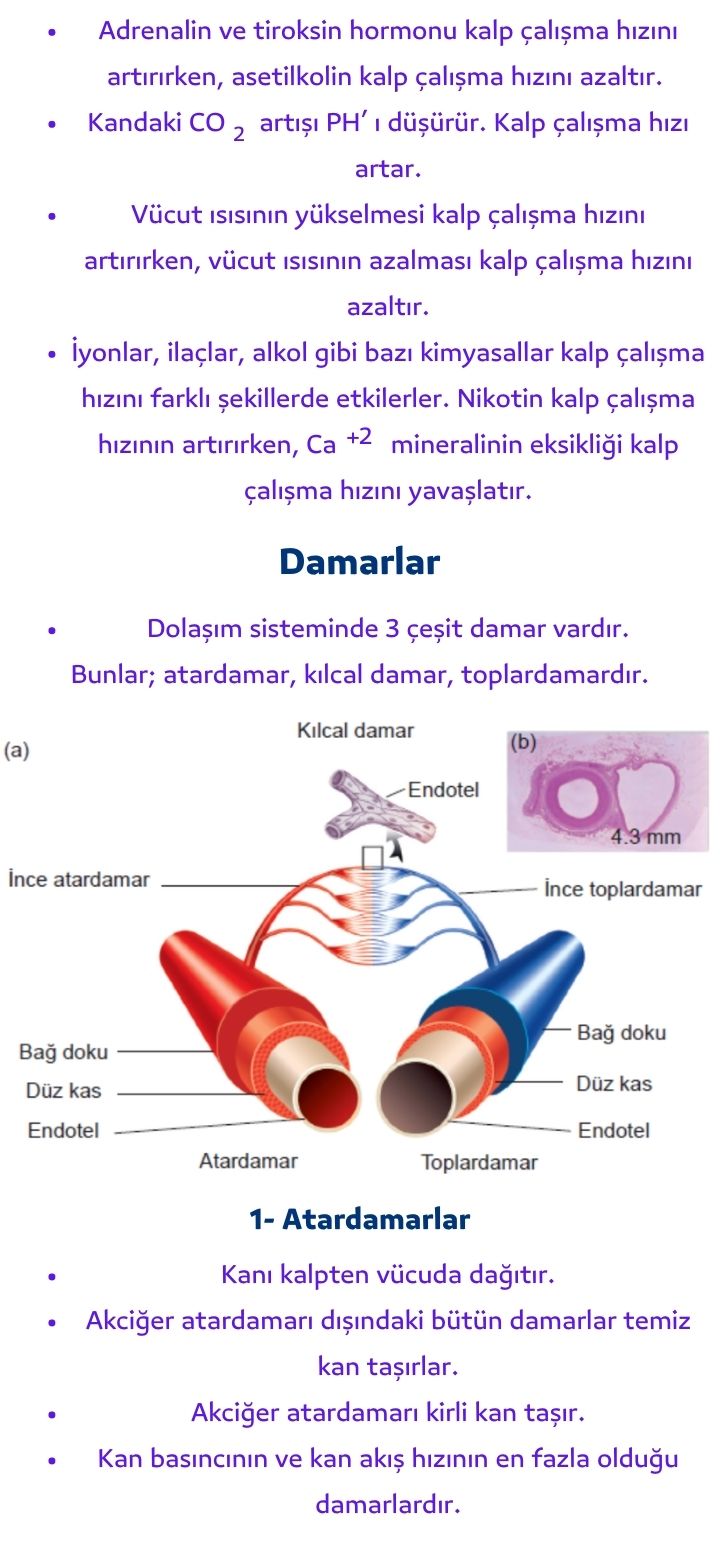 • Adrenalin ve tiroksin hormonu kalp çalışma hızını
artırırken, asetilkolin kalp çalışma hızını azaltır.
• Kandaki CO 2 artışı PH’ ı düşürür. Kalp çalışma hızı
artar.
• Vücut ısısının yükselmesi kalp çalışma hızını
artırırken, vücut ısısının azalması kalp çalışma hızını
azaltır.
• İyonlar, ilaçlar, alkol gibi bazı kimyasallar kalp çalışma
hızını farklı şekillerde etkilerler. Nikotin kalp çalışma
hızının artırırken, Ca +2 mineralinin eksikliği kalp
çalışma hızını yavaşlatır.
Damarlar
• Dolaşım sisteminde 3 çeşit damar vardır.
Bunlar; atardamar, kılcal damar, toplardamardır.
(a)
Kılcal damar
(b)
Endotel
4.3 mm
İnce atardamar
İnce toplardamar
Bağ doku
Düz kas
Endotel
Bağ doku
Düz kas
Endotel
Atardamar
Toplardamar
1- Atardamarlar
• Kanı kalpten vücuda dağıtır.
• Akciğer atardamarı dışındaki bütün damarlar temiz
kan taşırlar.
• Akciğer atardamarı kirli kan taşır.
• Kan basıncının ve kan akış hızının en fazla olduğu
damarlardır.